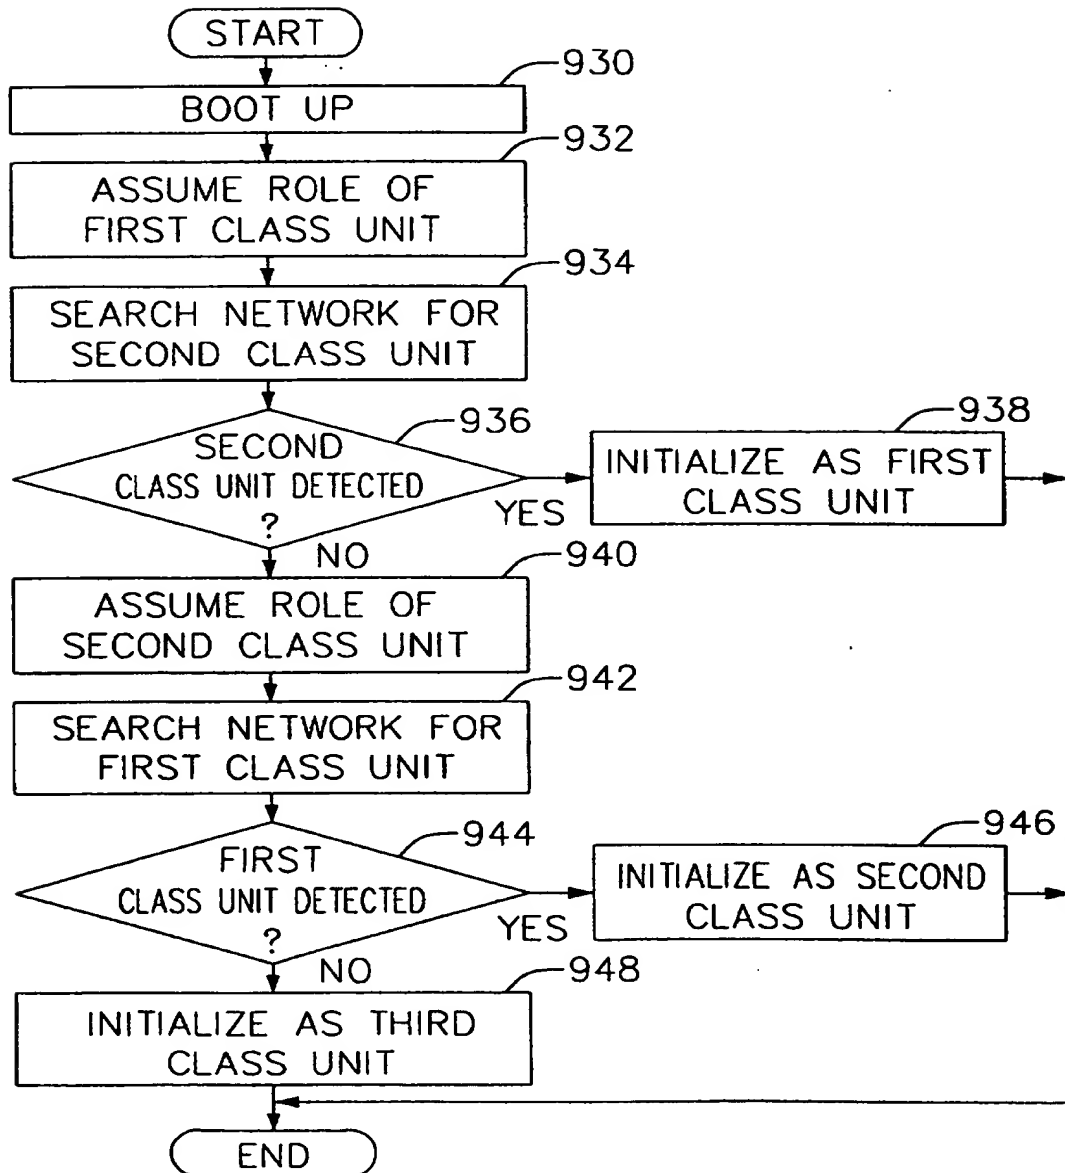 START
930
BOOT UP
932
ASSUME ROLE OF
FIRST CLASS UNIT
934
SEARCH NETWORK FOR
SECOND CLASS UNIT
936
SECOND
CLASS UNIT DETECTED
?
YES
NO
938
INITIALIZE AS FIRST
CLASS UNIT
940
ASSUME ROLE OF
SECOND CLASS UNIT
942
SEARCH NETWORK FOR
FIRST CLASS UNIT
944
FIRST
CLASS UNIT DETECTED
?
YES
NO
946
INITIALIZE AS SECOND
CLASS UNIT
948
INITIALIZE AS THIRD
CLASS UNIT
END